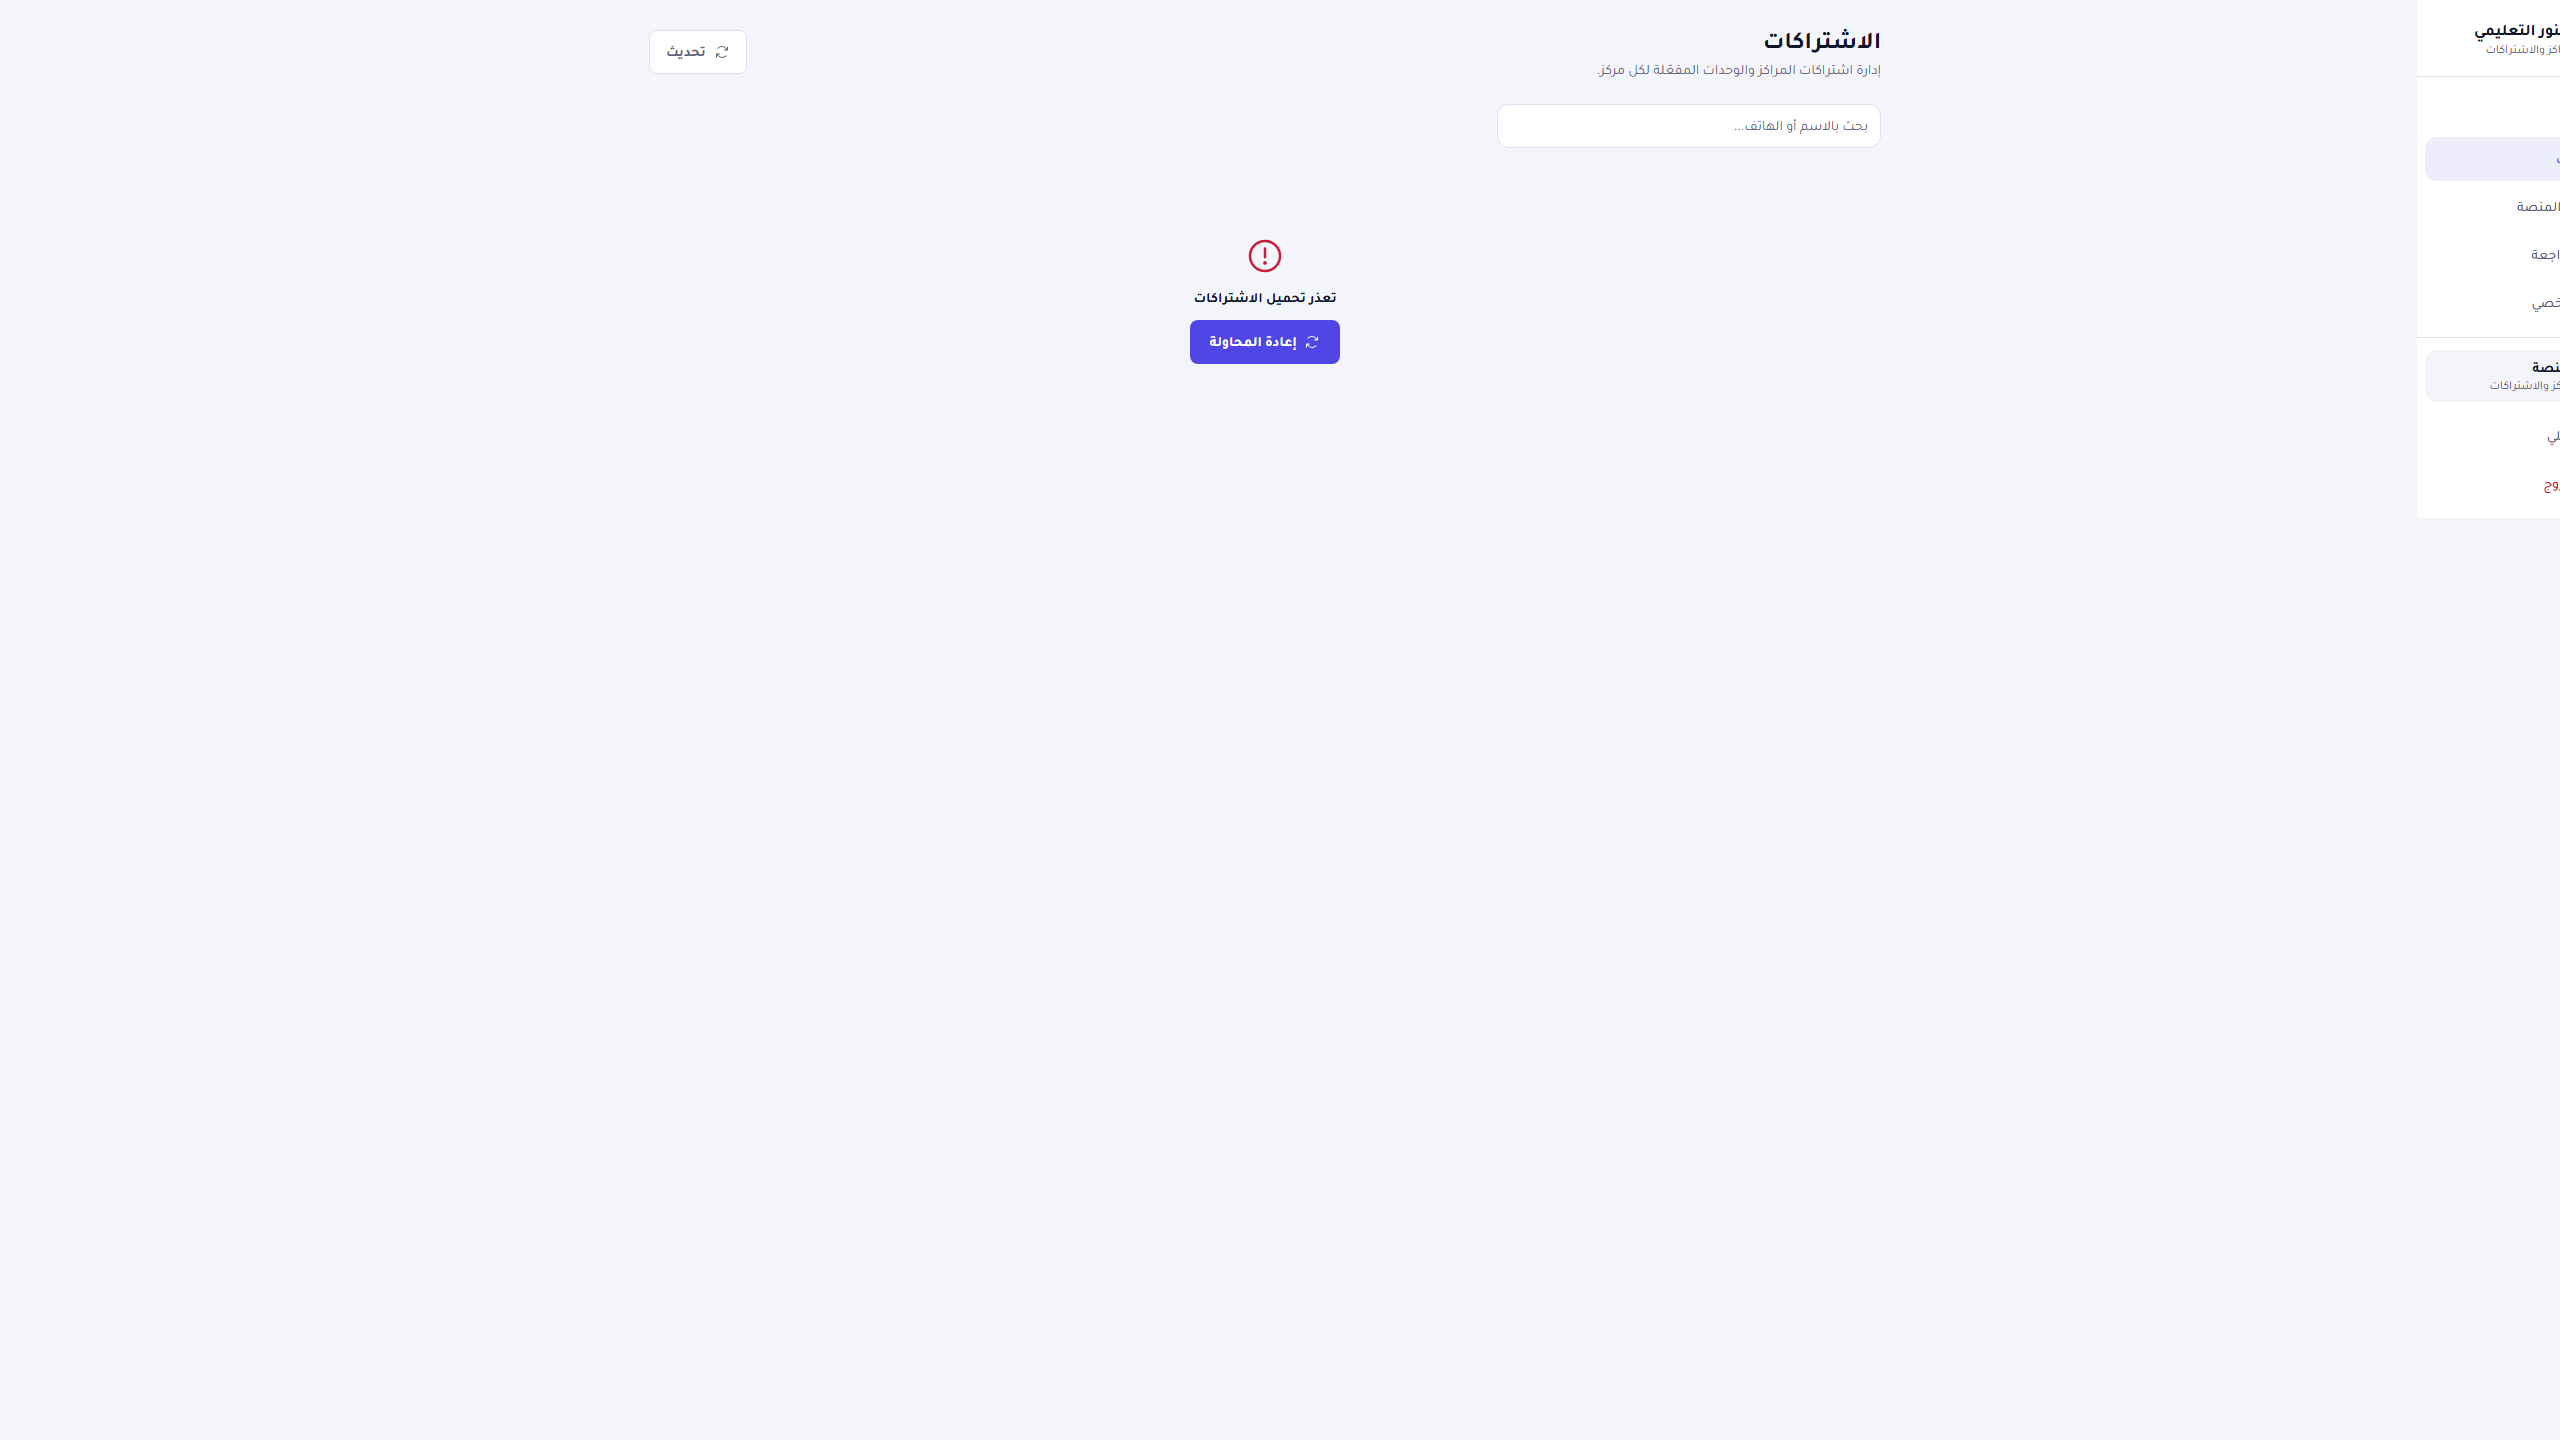 الاشتراكات
إدارة اشتراكات المراكز والوحدات المفعّلة لكل مركز.
تحديث
بحث بالاسم أو الهاتف...
تعذر تحميل الاشتراكات
إعادة المحاولة
التعليمي
والاشتراكات
المنصة
والاشتراكات